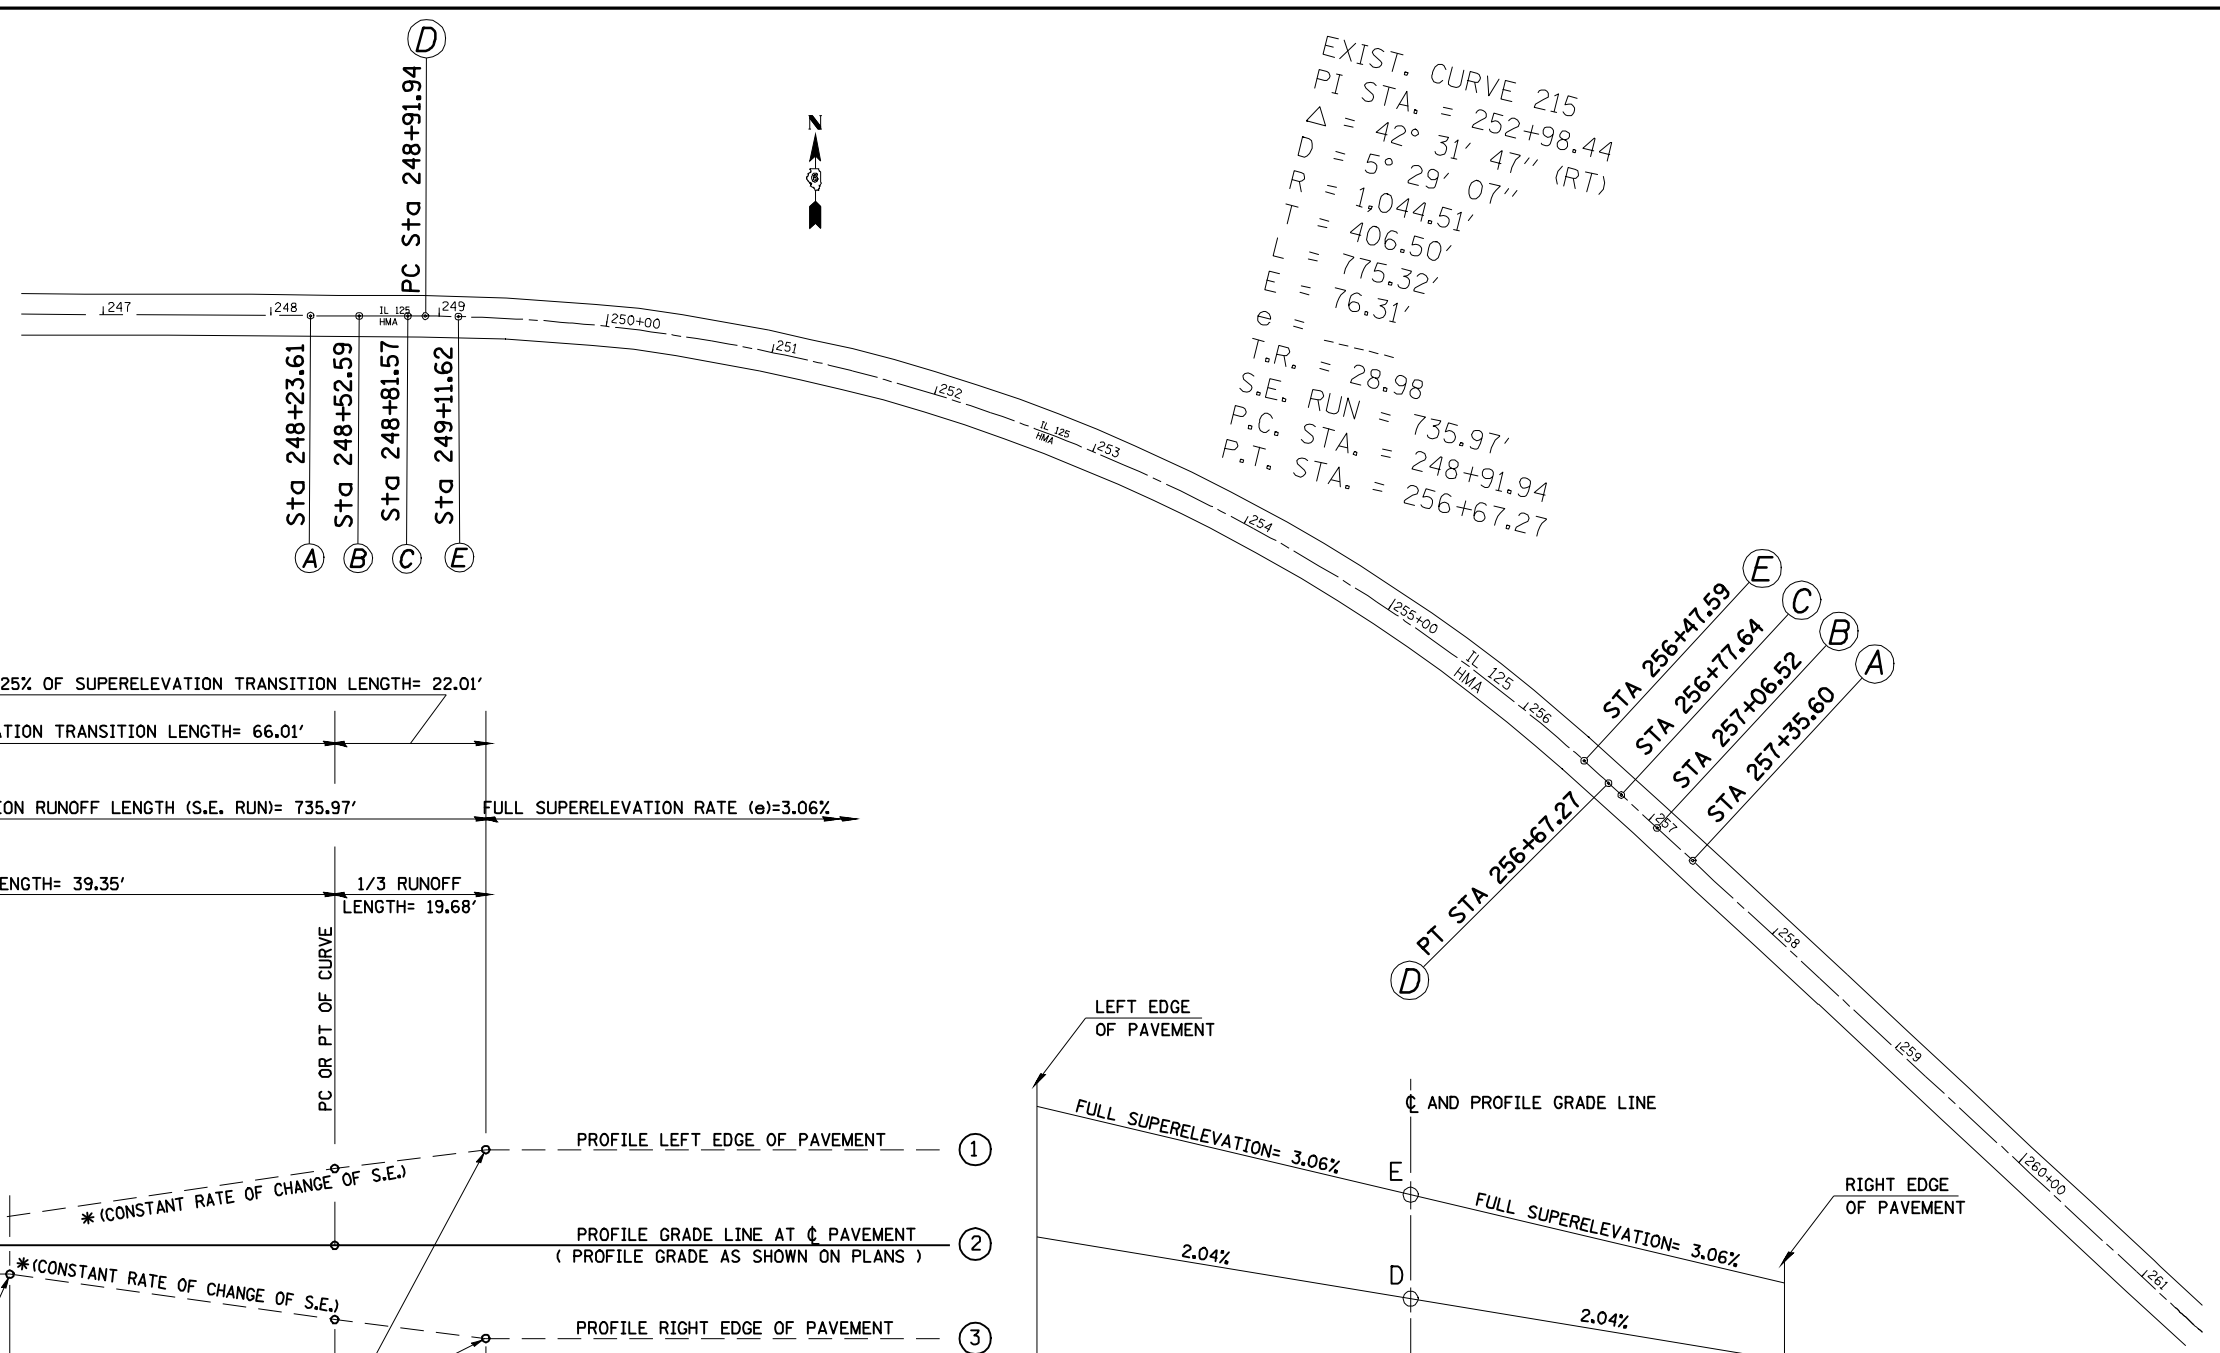 D
PC Sta 248+91.94
N
EXIST. CURVE 215
PI STA. = 252+98.44
△ = 42° 31' 47'' (RT)
D = 5° 29' 07''
R = 1,044.51'
T = 406.50'
L = 775.32'
E = 76.31'
e = -----
T.R. = 28.98
S.E. RUN = 735.97'
P.C. STA. = 248+91.94
P.T. STA. = 256+67.27
247
248
IL 125
HMA
249
250+00
251
252
IL 125
HMA
253
254
255+00
IL 125
HMA
256
257
258
259
260+00
261
Sta 248+23.61
Sta 248+52.59
Sta 248+81.57
Sta 249+11.62
A
B
C
E
STA 256+47.59
E
STA 256+77.64
C
STA 257+06.52
B
STA 257+35.60
A
PT STA 256+67.27
D
25% OF SUPERELEVATION TRANSITION LENGTH= 22.01'
ATION TRANSITION LENGTH= 66.01'
ION RUNOFF LENGTH (S.E. RUN)= 735.97'
FULL SUPERELEVATION RATE (e)=3.06%
ENGTH= 39.35'
1/3 RUNOFF
LENGTH= 19.68'
PC OR PT OF CURVE
PROFILE LEFT EDGE OF PAVEMENT
1
* (CONSTANT RATE OF CHANGE OF S.E.)
PROFILE GRADE LINE AT ℄ PAVEMENT
( PROFILE GRADE AS SHOWN ON PLANS )
2
* (CONSTANT RATE OF CHANGE OF S.E.)
PROFILE RIGHT EDGE OF PAVEMENT
3
LEFT EDGE
OF PAVEMENT
℄ AND PROFILE GRADE LINE
FULL SUPERELEVATION= 3.06%
E
FULL SUPERELEVATION= 3.06%
RIGHT EDGE
OF PAVEMENT
2.04%
D
2.04%